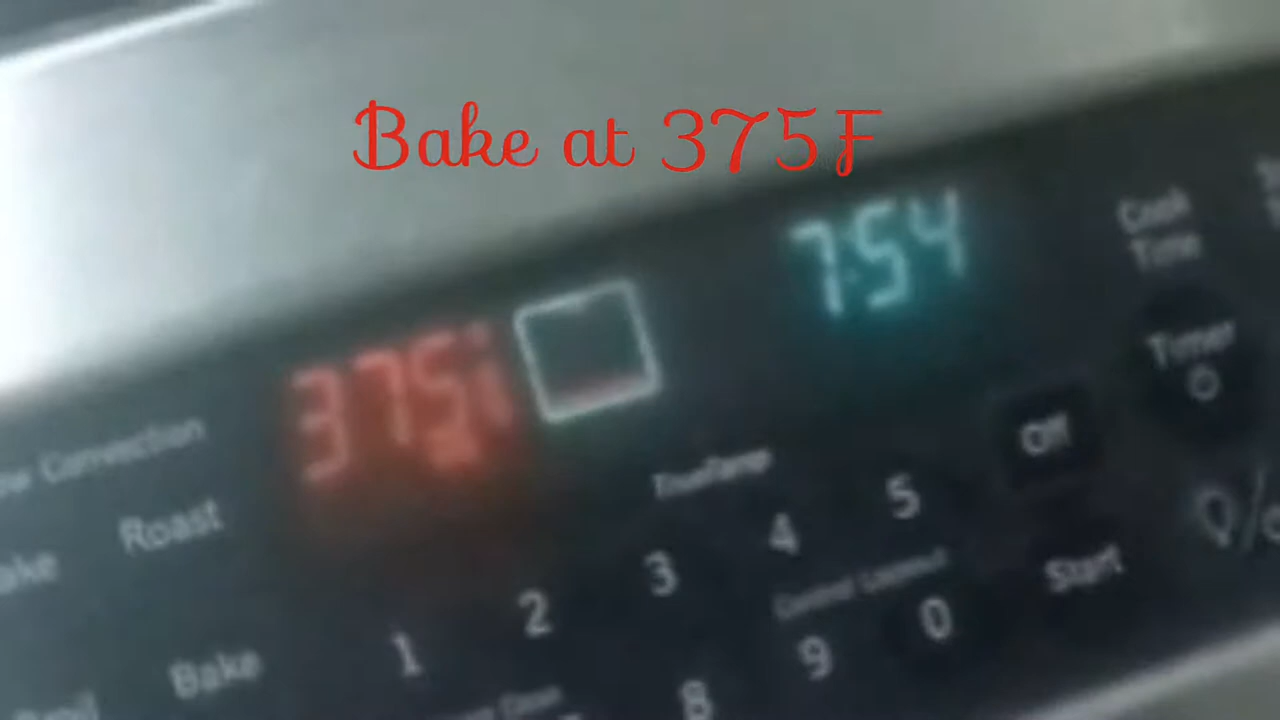 Bake at 375F
7:54
Cook
Time
375
Timer
Convection
Off
Roast
5
4
3
Start
2
0
1
9
Bake
8